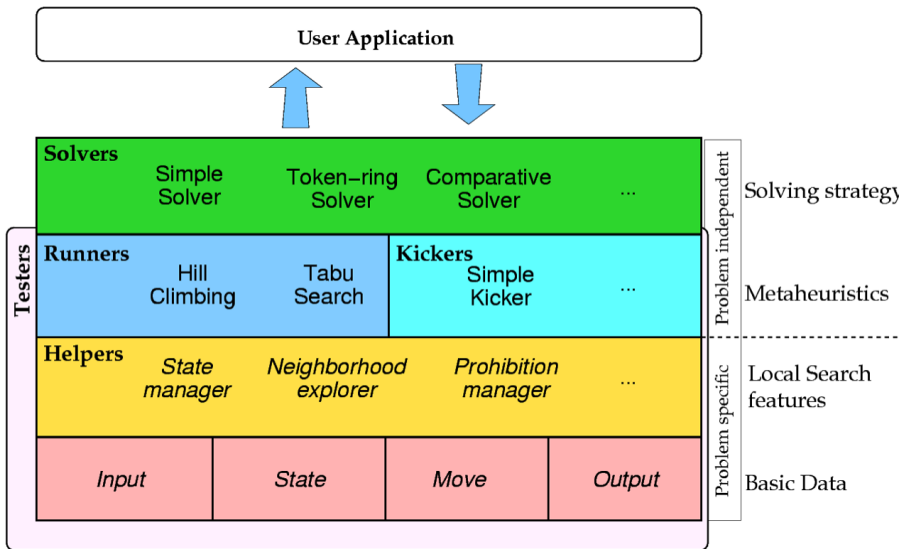 User Application
Solvers
Simple
Solver
Token-ring
Solver
Comparative
Solver
...
Problem independent
Solving strategy
Testers
Runners
Hill
Climbing
Tabu
Search
Kickers
Simple
Kicker
...
Metaheuristics
Helpers
State
manager
Neighborhood
explorer
Prohibition
manager
...
Problem specific
Local Search
features
Input
State
Move
Output
Basic Data